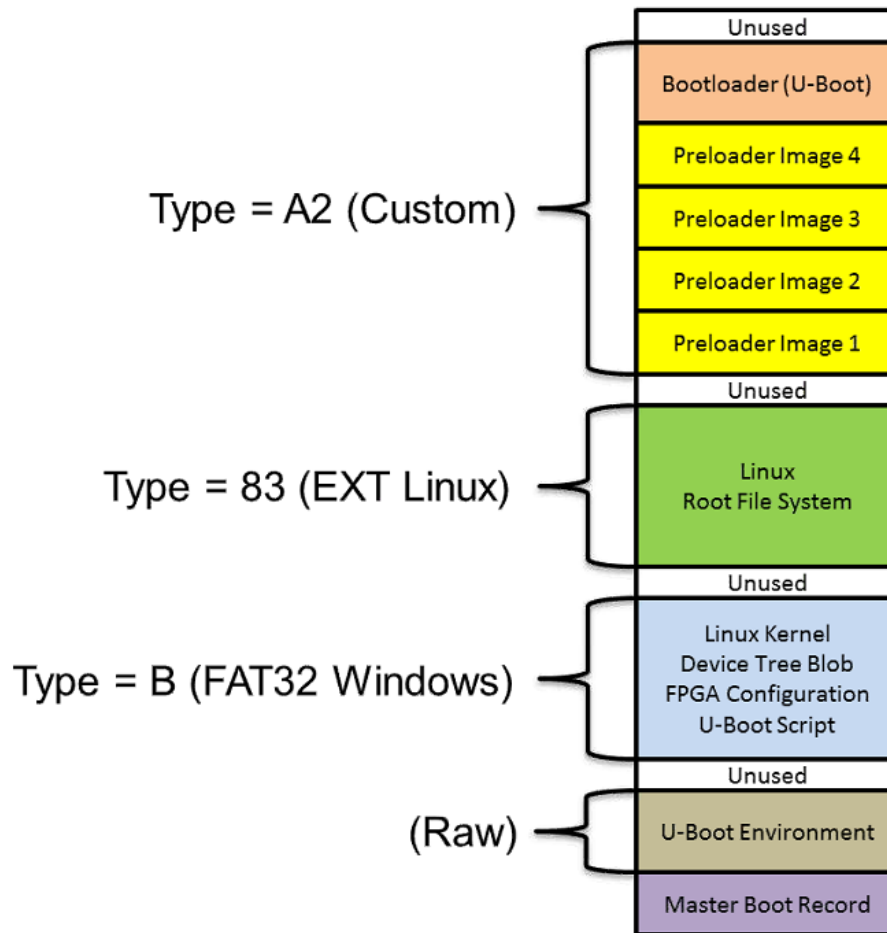 Unused
Bootloader (U-Boot)
Preloader Image 4
Type = A2 (Custom)
Preloader Image 3
Preloader Image 2
Preloader Image 1
Unused
Type = 83 (EXT Linux)
Linux
Root File System
Unused
Type = B (FAT32 Windows)
Linux Kernel
Device Tree Blob
FPGA Configuration
U-Boot Script
Unused
(Raw)
U-Boot Environment
Master Boot Record